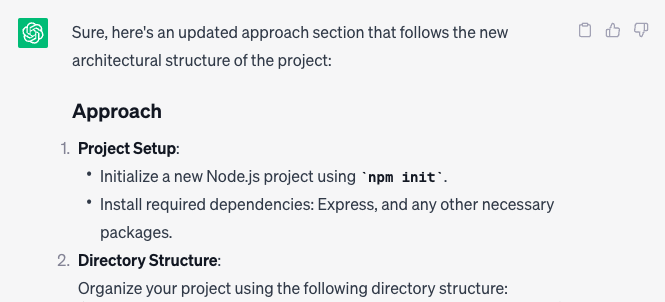 Sure, here's an updated approach section that follows the new
architectural structure of the project:
Approach
1. Project Setup:
• Initialize a new Node.js project using `npm init`.
• Install required dependencies: Express, and any other necessary
packages.
2. Directory Structure:
Organize your project using the following directory structure: